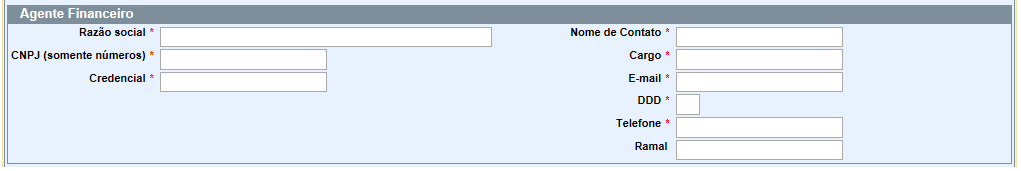 Agente Financeiro
Razão social *
CNPJ (somente números) *
Credencial *
Nome de Contato *
Cargo *
E-mail *
DDD *
Telefone *
Ramal